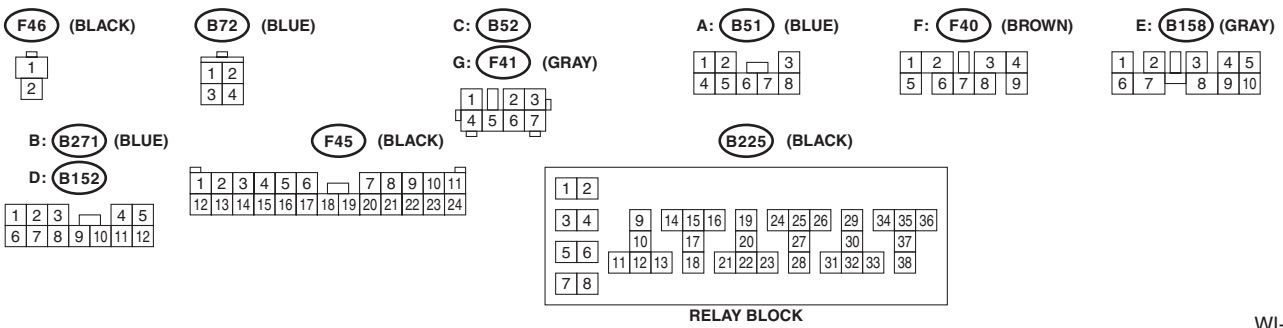 F46 (BLACK) B72 (BLUE) C: B52 A: B51 (BLUE) F: F40 (BROWN) E: B158 (GRAY)
G: F41 (GRAY)
1
2
1 2
3 4
1 2 3
4 5 6 7
1 2 3
4 5 6 7 8
1 2 3 4
5 6 7 8 9
1 2 3 4 5
6 7 8 9 10
B: B271 (BLUE) F45 (BLACK) B225 (BLACK)
D: B152
1 2 3 4 5
6 7 8 9 10 11 12
1 2 3 4 5 6 7 8 9 10 11
12 13 14 15 16 17 18 19 20 21 22 23 24
1 2
3 4 9 14 15 16 19 24 25 26 29 34 35 36
10 17 20 27 30 37
5 6 11 12 13 18 21 22 23 28 31 32 33 38
7 8
RELAY BLOCK
WI-